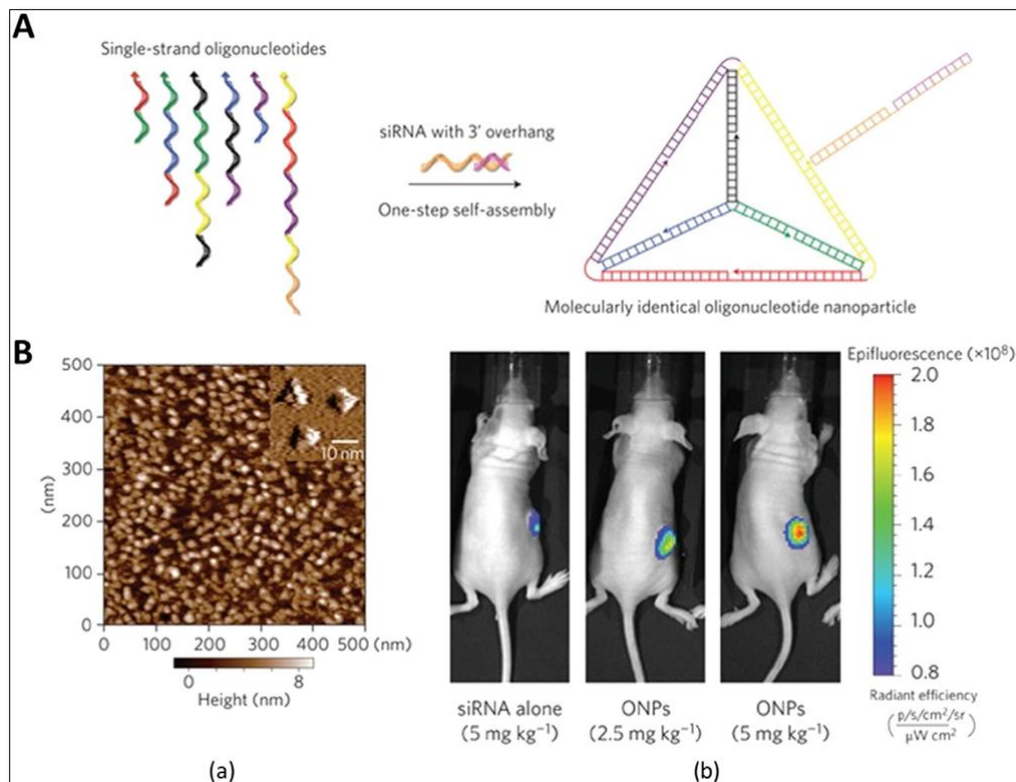 A
Single-strand oligonucleotides
siRNA with 3′ overhang
One-step self-assembly
Molecularly identical oligonucleotide nanoparticle
B
500
400
300
200
100
0
(nm)
10 nm
0 100 200 300 400 500 (nm)
0 8
Height (nm)
(a)
siRNA alone
(5 mg kg⁻¹)
ONPs
(2.5 mg kg⁻¹)
ONPs
(5 mg kg⁻¹)
(b)
Epifluorescence (×10⁸)
2.0
1.8
1.6
1.4
1.2
1.0
0.8
Radiant efficiency
(p/s/cm²/sr
μW cm²)